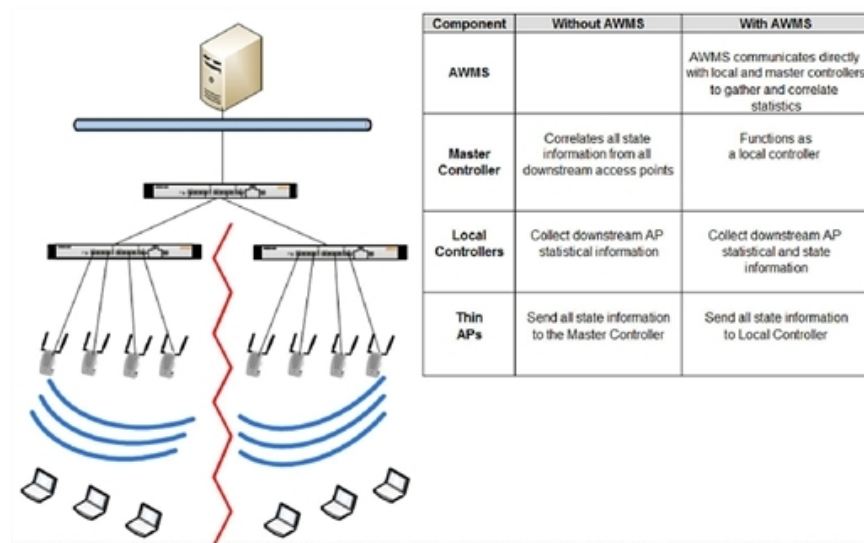 Component Without AWMS With AWMS
AWMS
AWMS communicates directly
with local and master controllers
to gather and correlate
statistics
Master
Controller
Correlates all state
information from all
downstream access points
Functions as
a local controller
Local
Controllers
Collect downstream AP
statistical information
Collect downstream AP
statistical and state
information
Thin
APs
Send all state information
to the Master Controller
Send all state information
to Local Controller